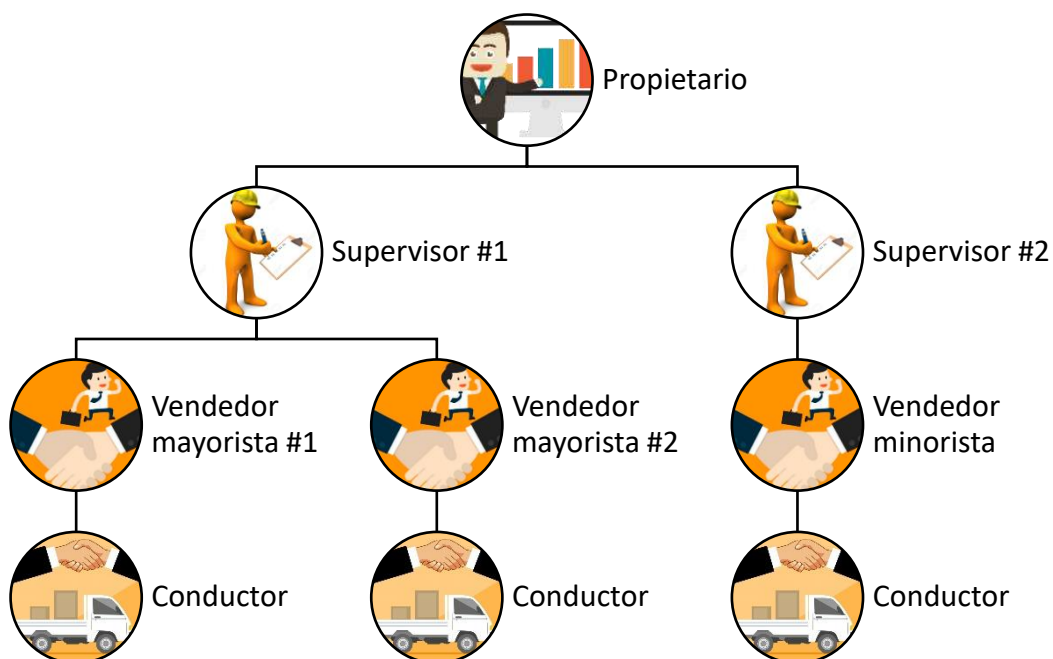 Propietario
Supervisor #1
Supervisor #2
Vendedor
mayorista #1
Vendedor
mayorista #2
Vendedor
minorista
Conductor
Conductor
Conductor